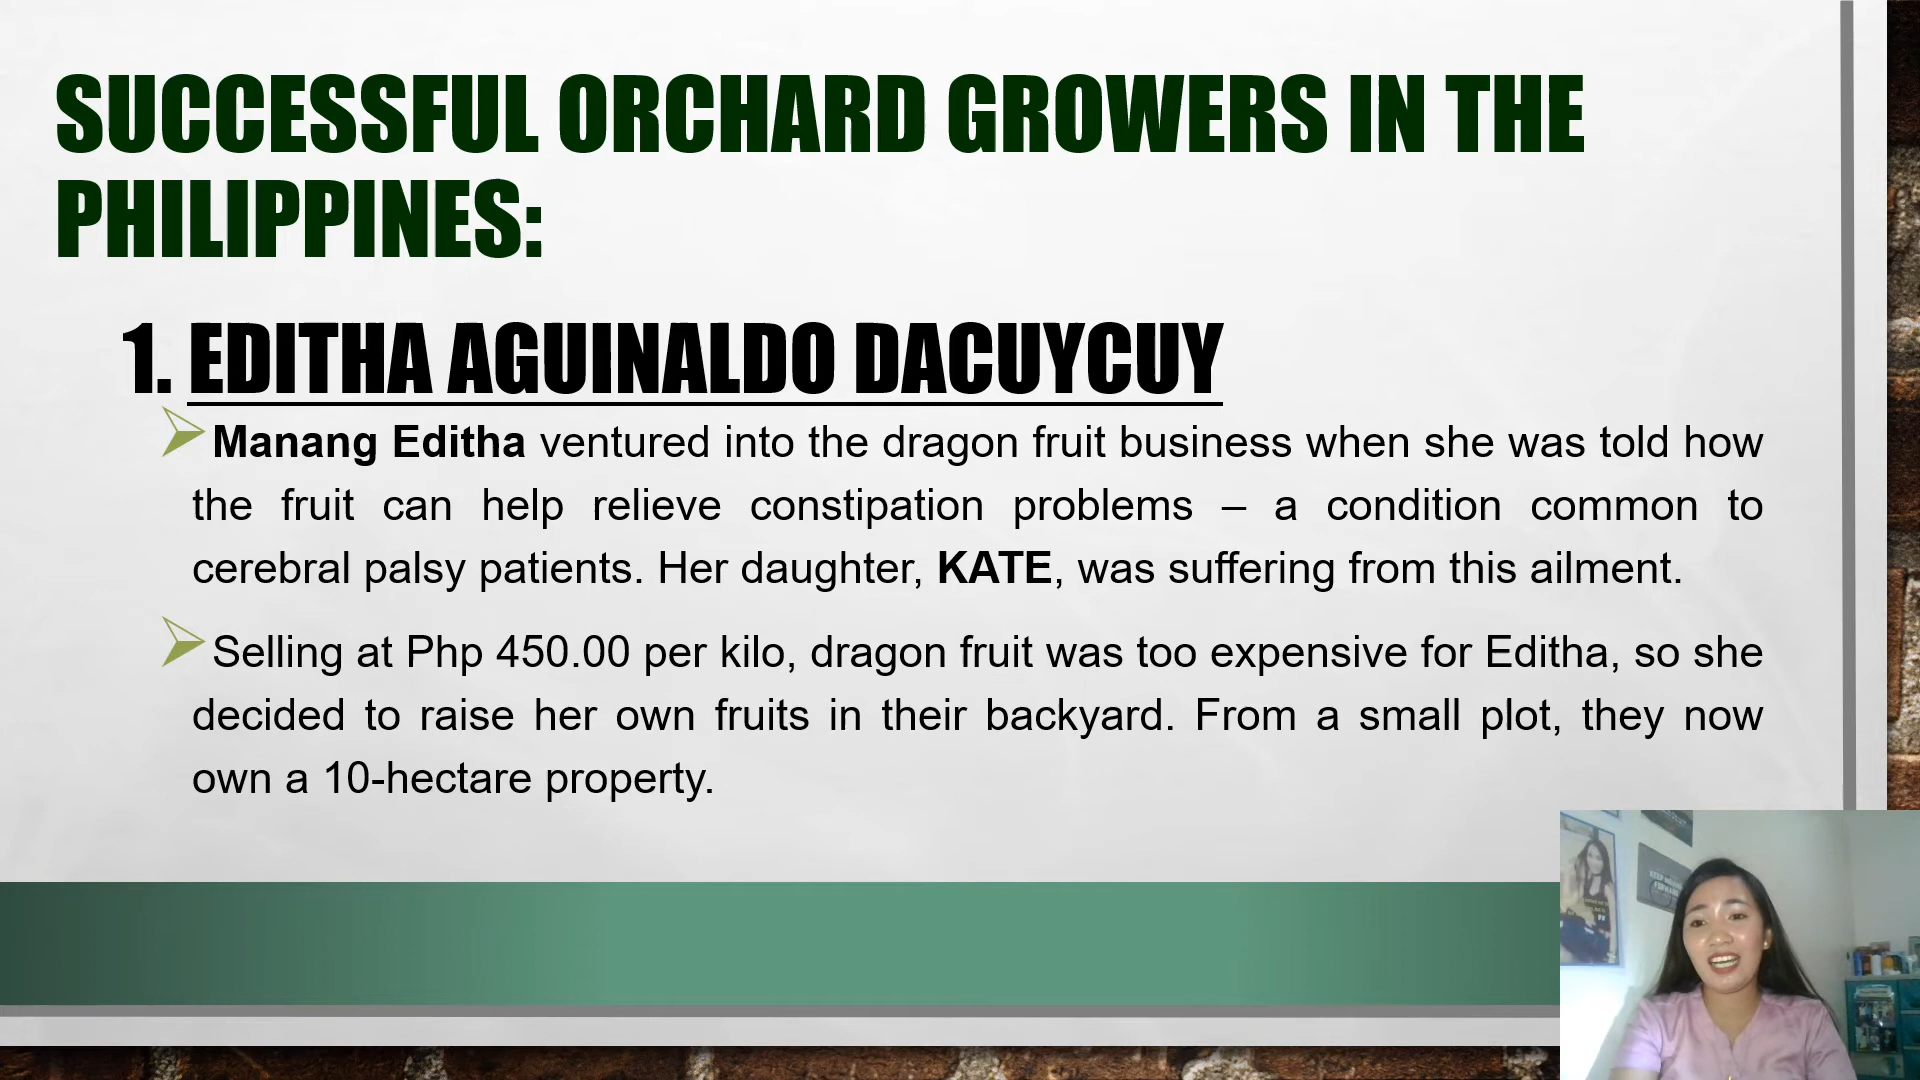 SUCCESSFUL ORCHARD GROWERS IN THE
PHILIPPINES:
1. EDITHA AGUINALDO DACUYCUY
Manang Editha ventured into the dragon fruit business when she was told how
the fruit can help relieve constipation problems – a condition common to
cerebral palsy patients. Her daughter, KATE, was suffering from this ailment.
Selling at Php 450.00 per kilo, dragon fruit was too expensive for Editha, so she
decided to raise her own fruits in their backyard. From a small plot, they now
own a 10-hectare property.
KEEP